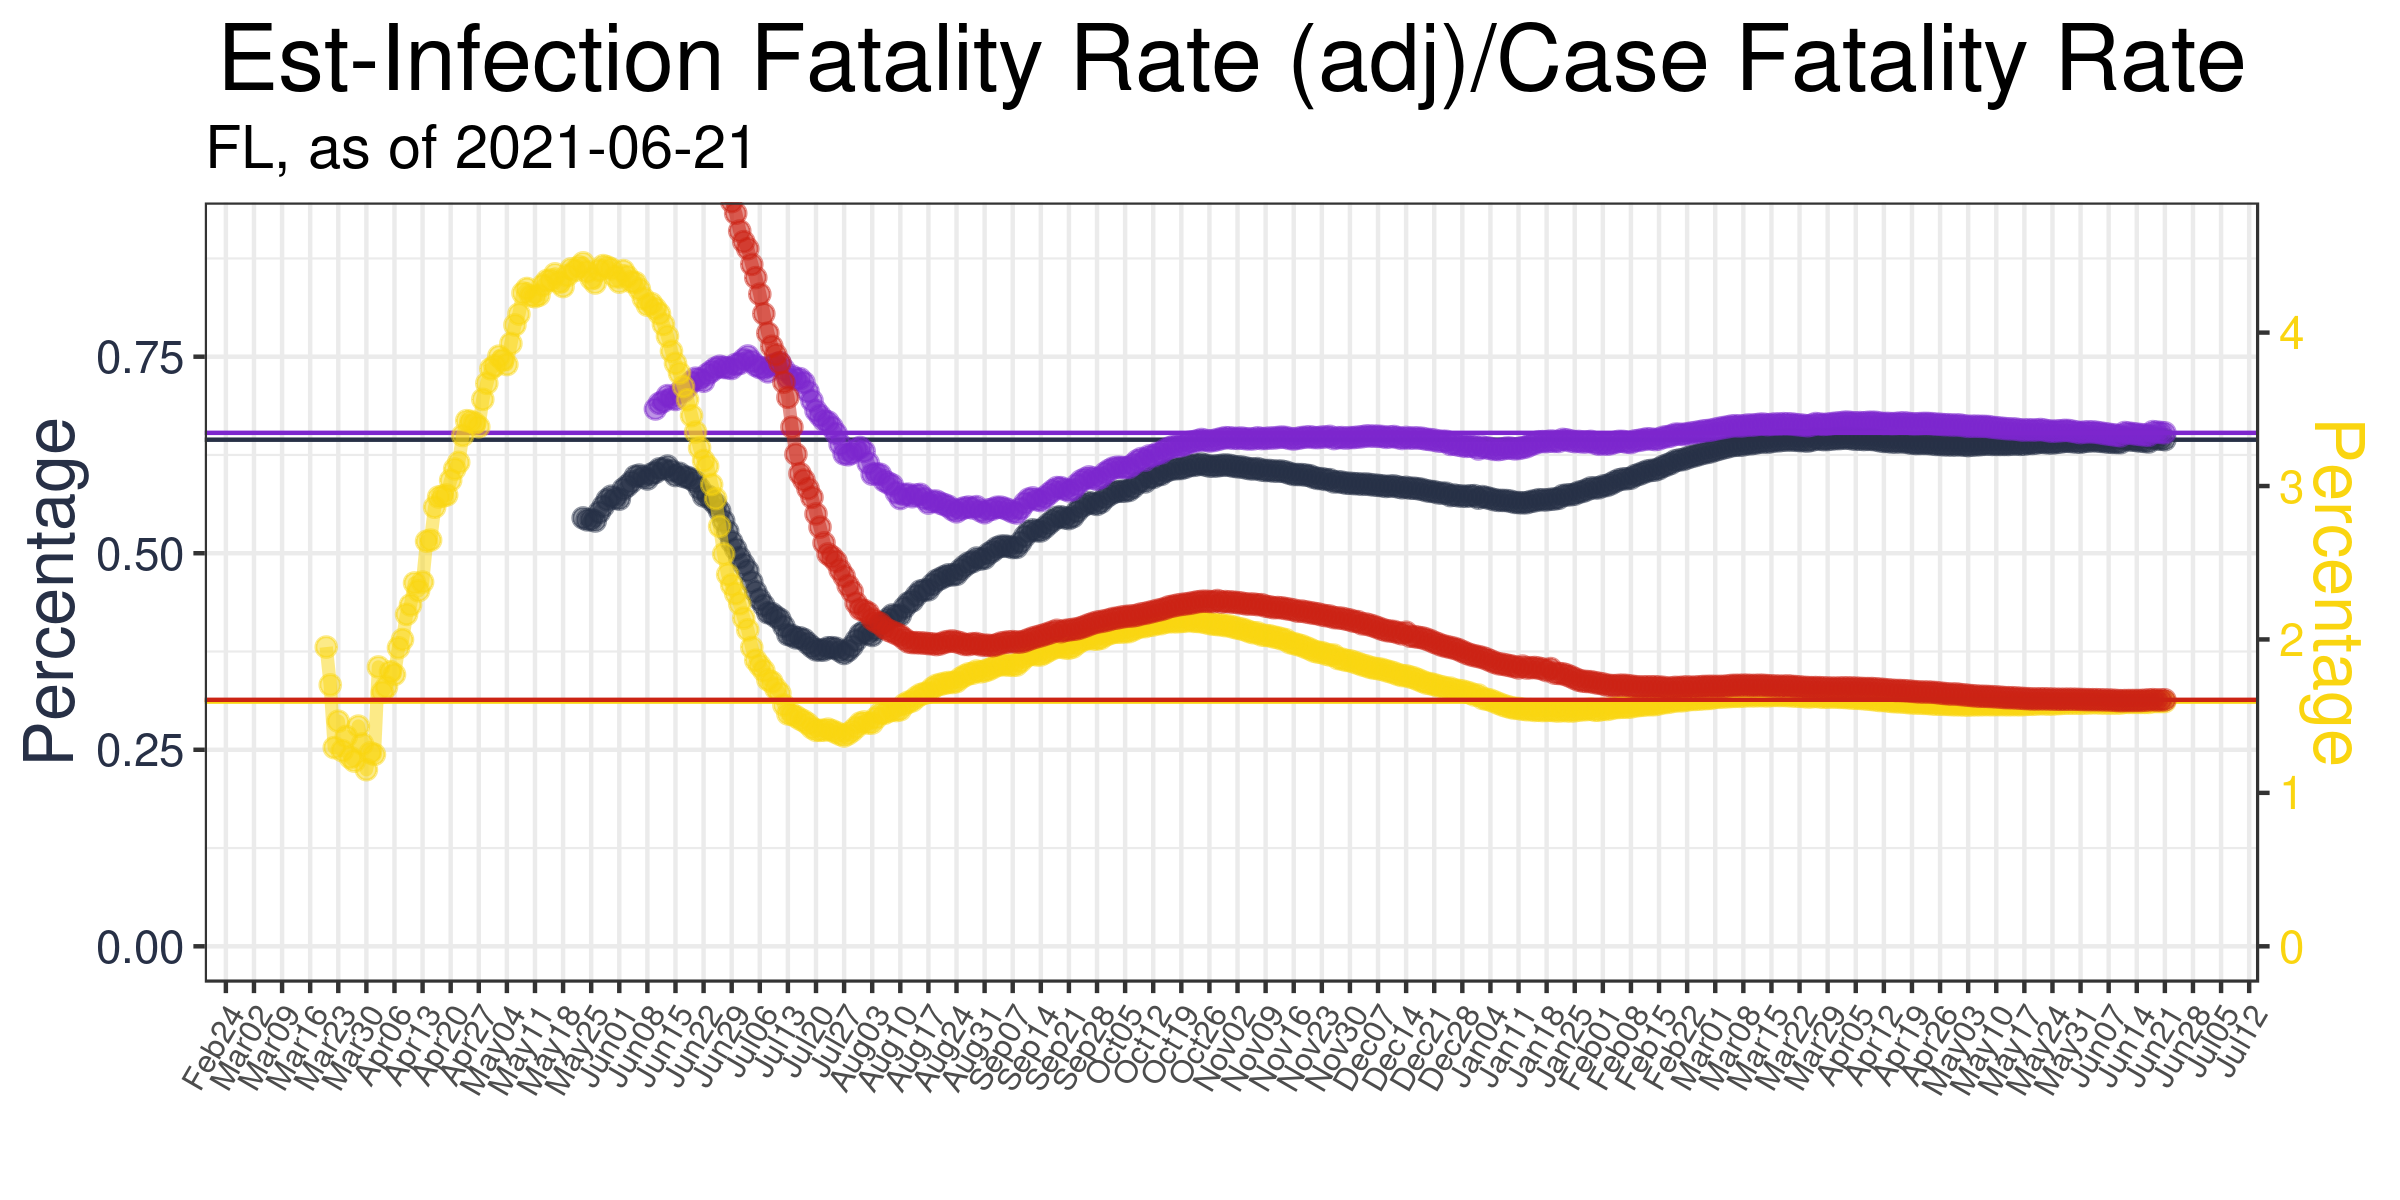 Est-Infection Fatality Rate (adj)/Case Fatality Rate
FL, as of 2021-06-21
Percentage
0.75
0.50
0.25
0.00
4
3
2
1
0
Percentage
Feb24
Mar02
Mar09
Mar16
Mar23
Mar30
Apr06
Apr13
Apr20
Apr27
May04
May11
May18
May25
Jun01
Jun08
Jun15
Jun22
Jun29
Jul06
Jul13
Jul20
Jul27
Aug03
Aug10
Aug17
Aug24
Aug31
Sep07
Sep14
Sep21
Sep28
Oct05
Oct12
Oct19
Oct26
Nov02
Nov09
Nov16
Nov23
Nov30
Dec07
Dec14
Dec21
Dec28
Jan04
Jan11
Jan18
Jan25
Feb01
Feb08
Feb15
Feb22
Mar01
Mar08
Mar15
Mar22
Mar29
Apr05
Apr12
Apr19
Apr26
May03
May10
May17
May24
May31
Jun07
Jun14
Jun21
Jun28
Jul05
Jul12